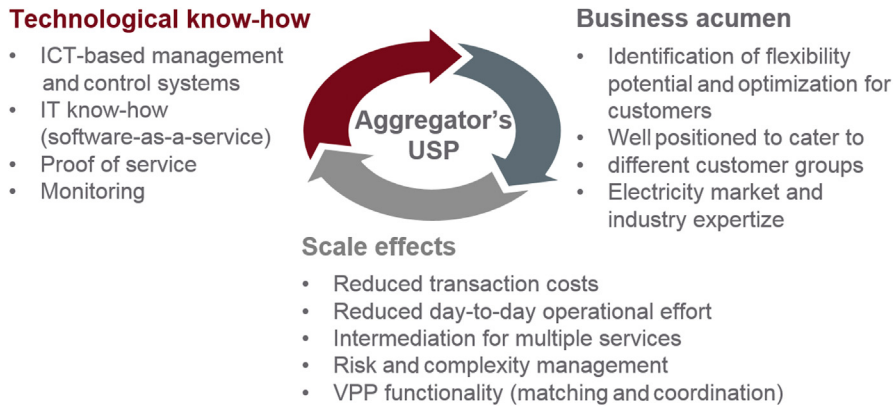 Technological know-how
• ICT-based management
and control systems
• IT know-how
(software-as-a-service)
• Proof of service
• Monitoring
Aggregator's
USP
Business acumen
• Identification of flexibility
potential and optimization for
customers
• Well positioned to cater to
• different customer groups
• Electricity market and
industry expertize
Scale effects
• Reduced transaction costs
• Reduced day-to-day operational effort
• Intermediation for multiple services
• Risk and complexity management
• VPP functionality (matching and coordination)